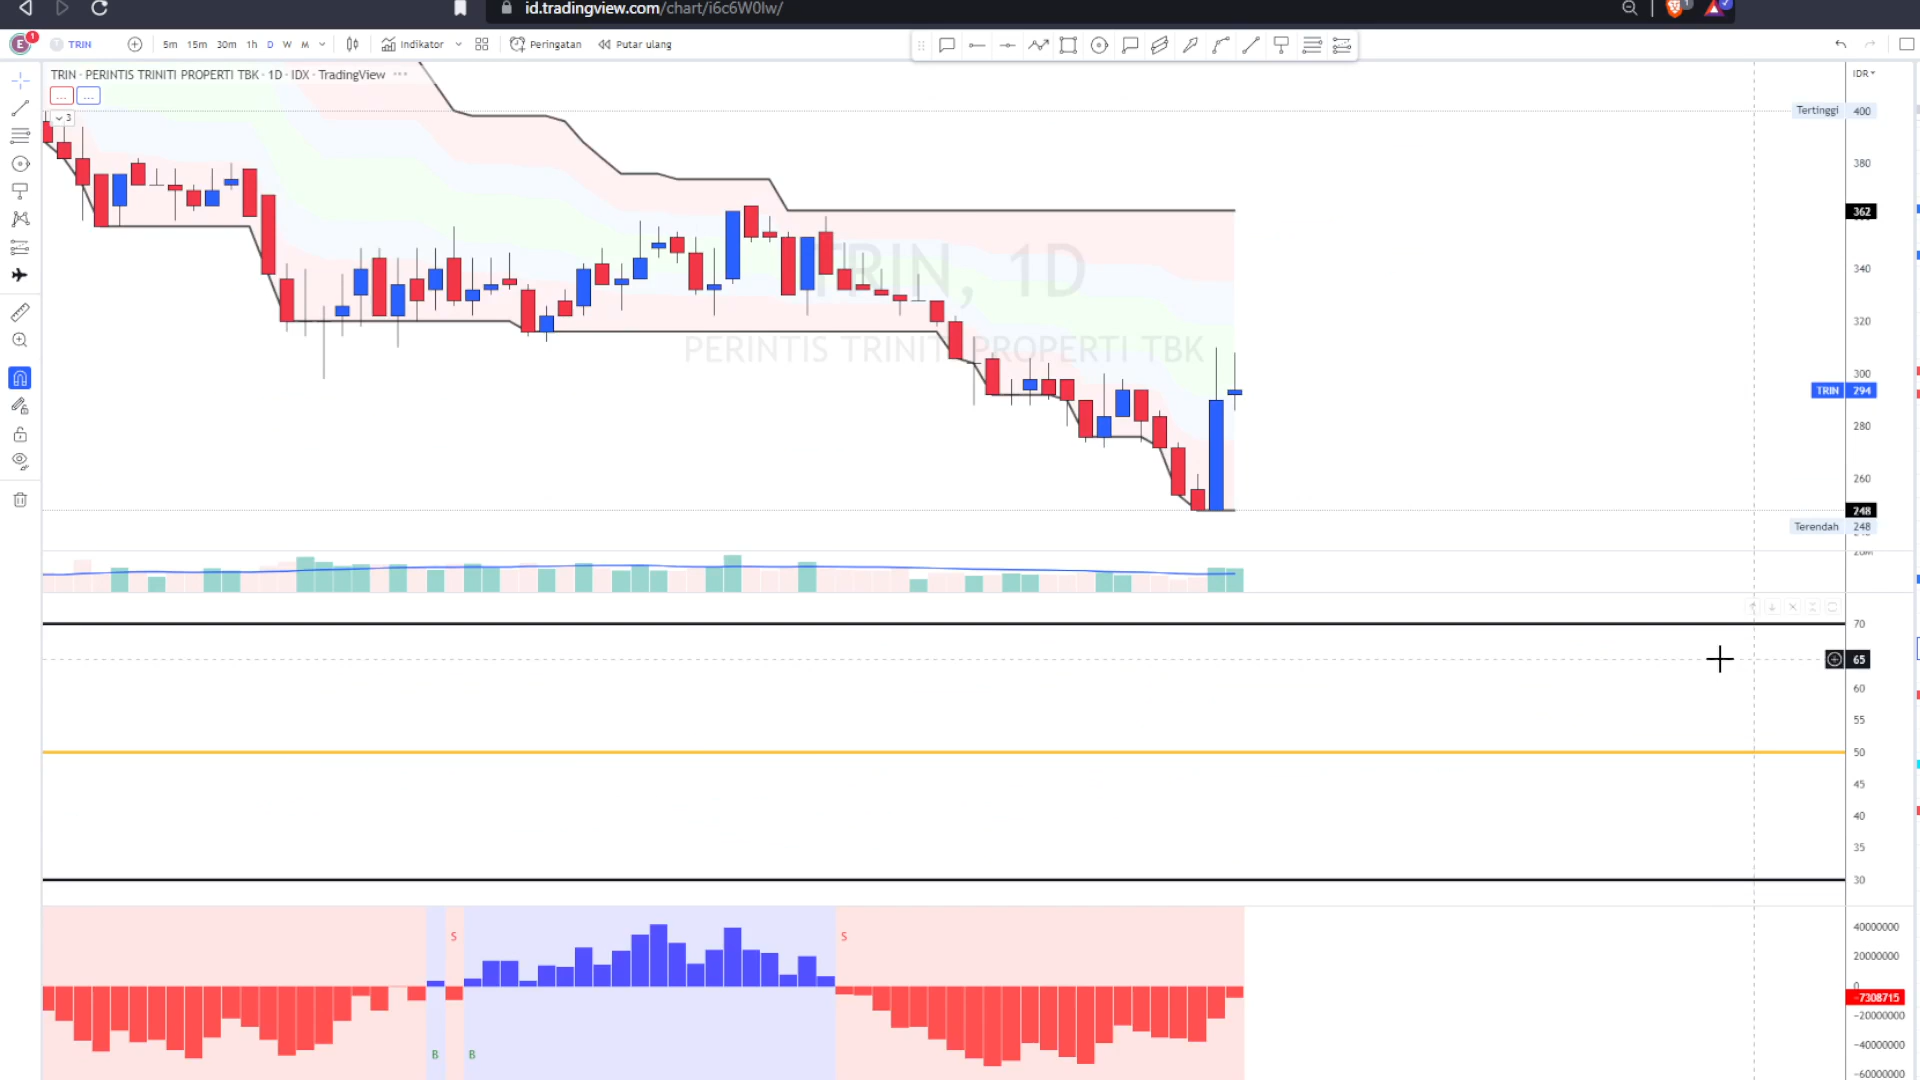 id.tradingview.com/chart/i6c6W0lw/
1
E 1 TRIN 5m 15m 30m 1h D W M Indikator Peringatan Putar ulang
TRIN · PERINTIS TRINITI PROPERTI TBK · 1D · IDX · TradingView ···
IDR
... ...
3
Tertinggi 400
380
362
TRIN, 1D
340
320
PERINTIS TRINITI PROPERTI TBK
300
TRIN 294
280
260
248
Terendah 248
70
65
60
55
50
45
40
35
30
40000000
S S
20000000
0
-7308715
-20000000
-40000000
B B
-60000000